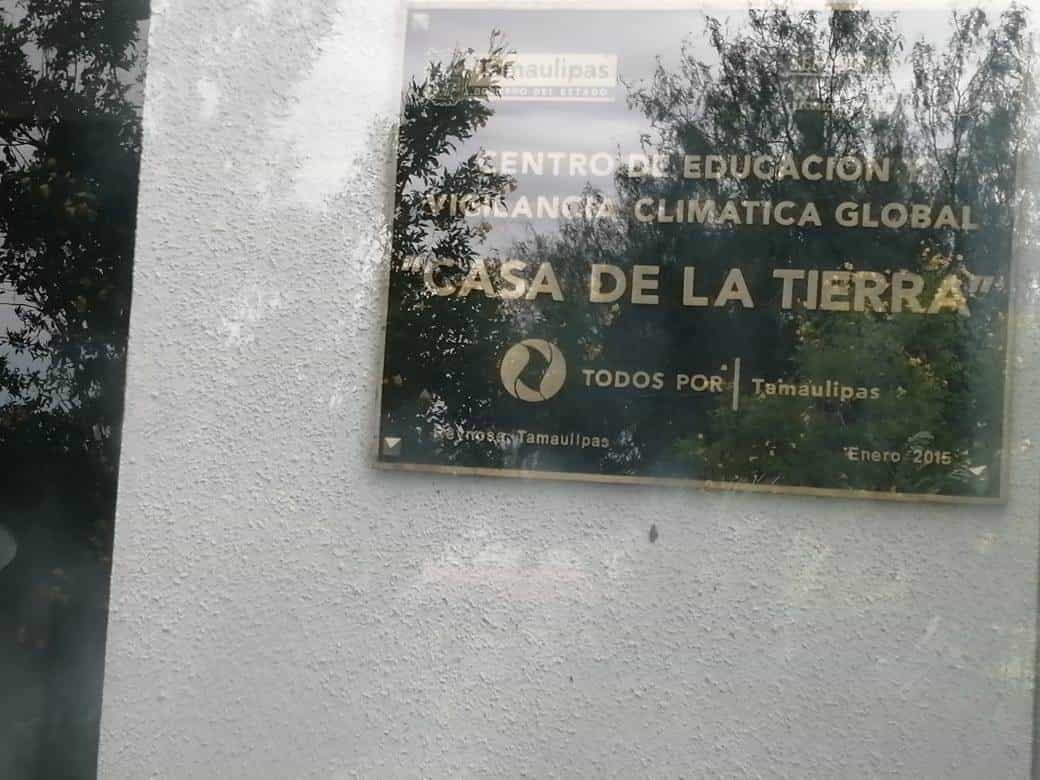 Tamaulipas
GOBIERNO DEL ESTADO
CENTRO DE EDUCACIÓN Y
VIGILANCIA CLIMATICA GLOBAL
"CASA DE LA TIERRA"
TODOS POR Tamaulipas
Reynosa, Tamaulipas
Enero 2015